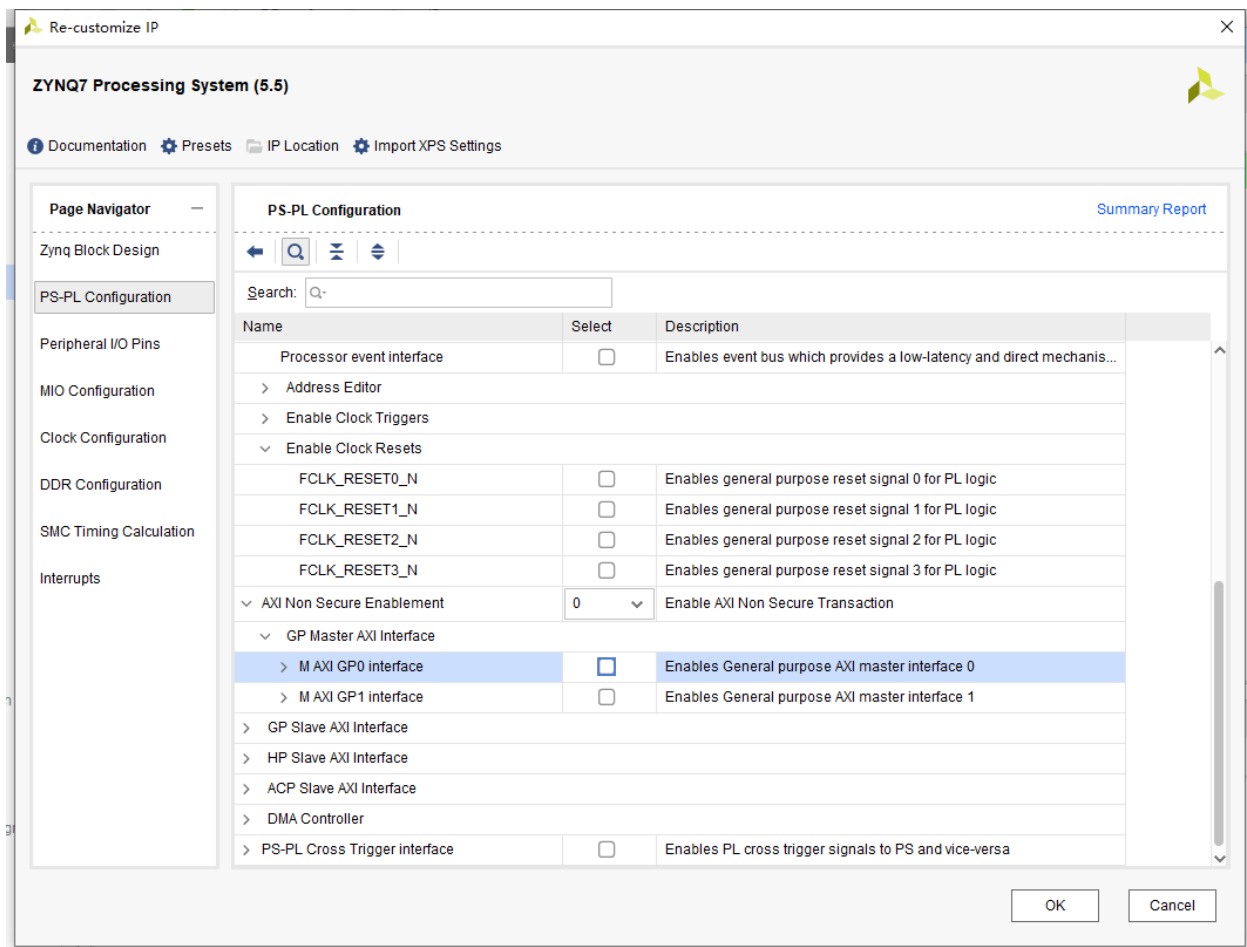 Re-customize IP
ZYNQ7 Processing System (5.5)
Documentation Presets IP Location Import XPS Settings
Page Navigator
Zynq Block Design
PS-PL Configuration
Peripheral I/O Pins
MIO Configuration
Clock Configuration
DDR Configuration
SMC Timing Calculation
Interrupts
PS-PL Configuration Summary Report
Search:
Name Select Description
Processor event interface Enables event bus which provides a low-latency and direct mechanis...
Address Editor
Enable Clock Triggers
Enable Clock Resets
FCLK_RESET0_N Enables general purpose reset signal 0 for PL logic
FCLK_RESET1_N Enables general purpose reset signal 1 for PL logic
FCLK_RESET2_N Enables general purpose reset signal 2 for PL logic
FCLK_RESET3_N Enables general purpose reset signal 3 for PL logic
AXI Non Secure Enablement 0 Enable AXI Non Secure Transaction
GP Master AXI Interface
M AXI GP0 interface Enables General purpose AXI master interface 0
M AXI GP1 interface Enables General purpose AXI master interface 1
GP Slave AXI Interface
HP Slave AXI Interface
ACP Slave AXI Interface
DMA Controller
PS-PL Cross Trigger interface Enables PL cross trigger signals to PS and vice-versa
OK Cancel